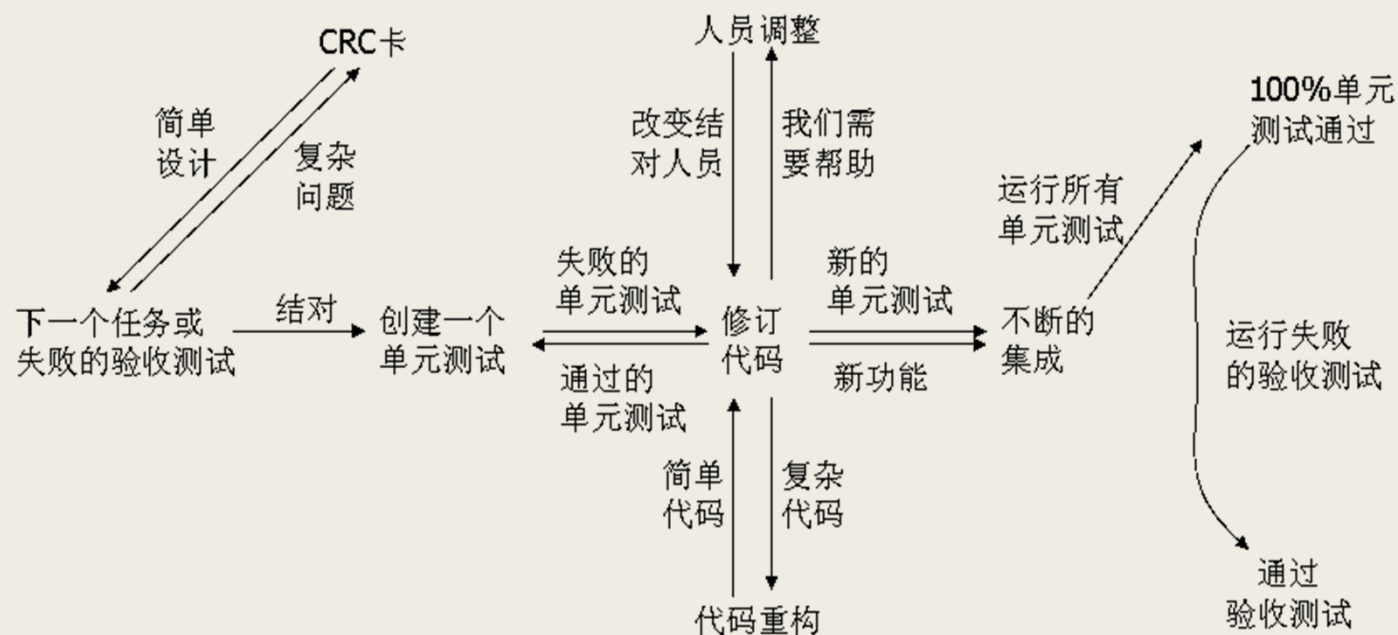 CRC卡
人员调整
100%单元
测试通过
简单
设计
复杂
问题
改变结
对人员
我们需
要帮助
运行所有
单元测试
下一个任务或
失败的验收测试
结对
创建一个
单元测试
失败的
单元测试
通过的
单元测试
修订
代码
新的
单元测试
新功能
不断的
集成
运行失败
的验收测试
简单
代码
复杂
代码
代码重构
通过
验收测试